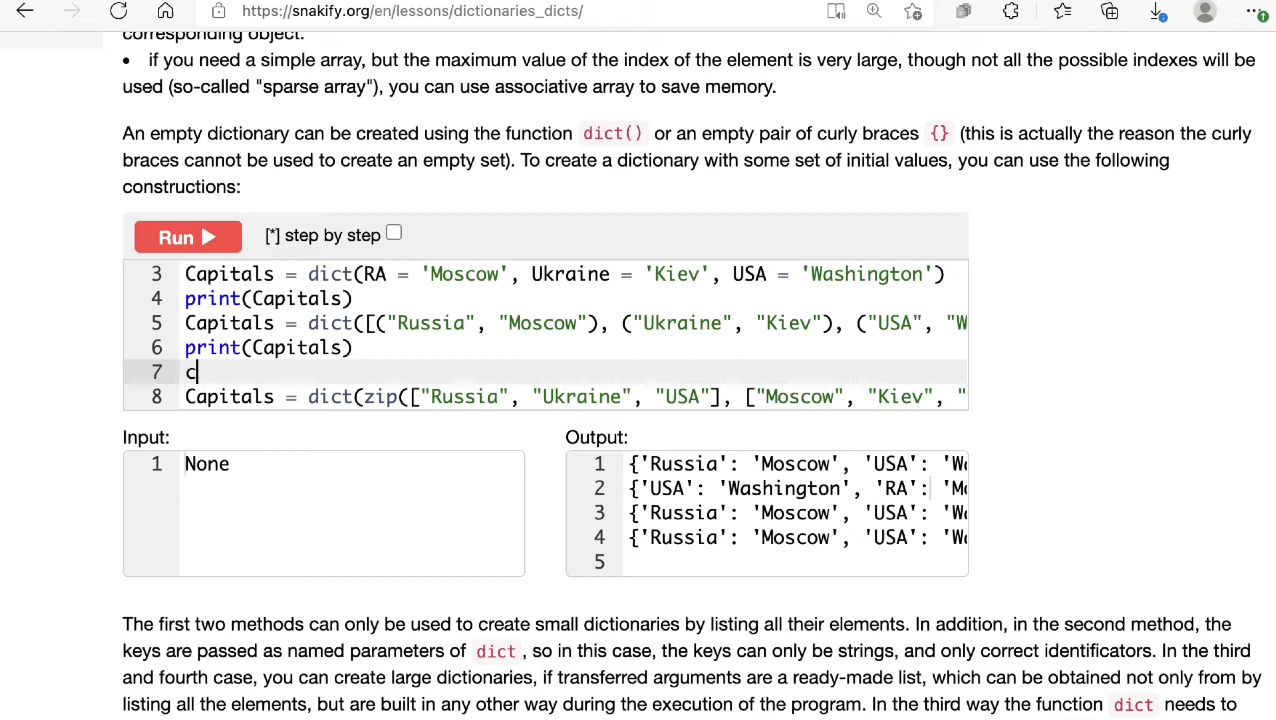 https://snakify.org/en/lessons/dictionaries_dicts/
corresponding object.
• if you need a simple array, but the maximum value of the index of the element is very large, though not all the possible indexes will be
used (so-called "sparse array"), you can use associative array to save memory.
An empty dictionary can be created using the function dict() or an empty pair of curly braces {} (this is actually the reason the curly
braces cannot be used to create an empty set). To create a dictionary with some set of initial values, you can use the following
constructions:
Run [*] step by step
3 Capitals = dict(RA = 'Moscow', Ukraine = 'Kiev', USA = 'Washington')
4 print(Capitals)
5 Capitals = dict([("Russia", "Moscow"), ("Ukraine", "Kiev"), ("USA", "W
6 print(Capitals)
7 c
8 Capitals = dict(zip(["Russia", "Ukraine", "USA"], ["Moscow", "Kiev", "
Input:
1 None
Output:
1 {'Russia': 'Moscow', 'USA': 'Wa
2 {'USA': 'Washington', 'RA': 'Mo
3 {'Russia': 'Moscow', 'USA': 'Wa
4 {'Russia': 'Moscow', 'USA': 'Wa
5
The first two methods can only be used to create small dictionaries by listing all their elements. In addition, in the second method, the
keys are passed as named parameters of dict, so in this case, the keys can only be strings, and only correct identificators. In the third
and fourth case, you can create large dictionaries, if transferred arguments are a ready-made list, which can be obtained not only from by
listing all the elements, but are built in any other way during the execution of the program. In the third way the function dict needs to